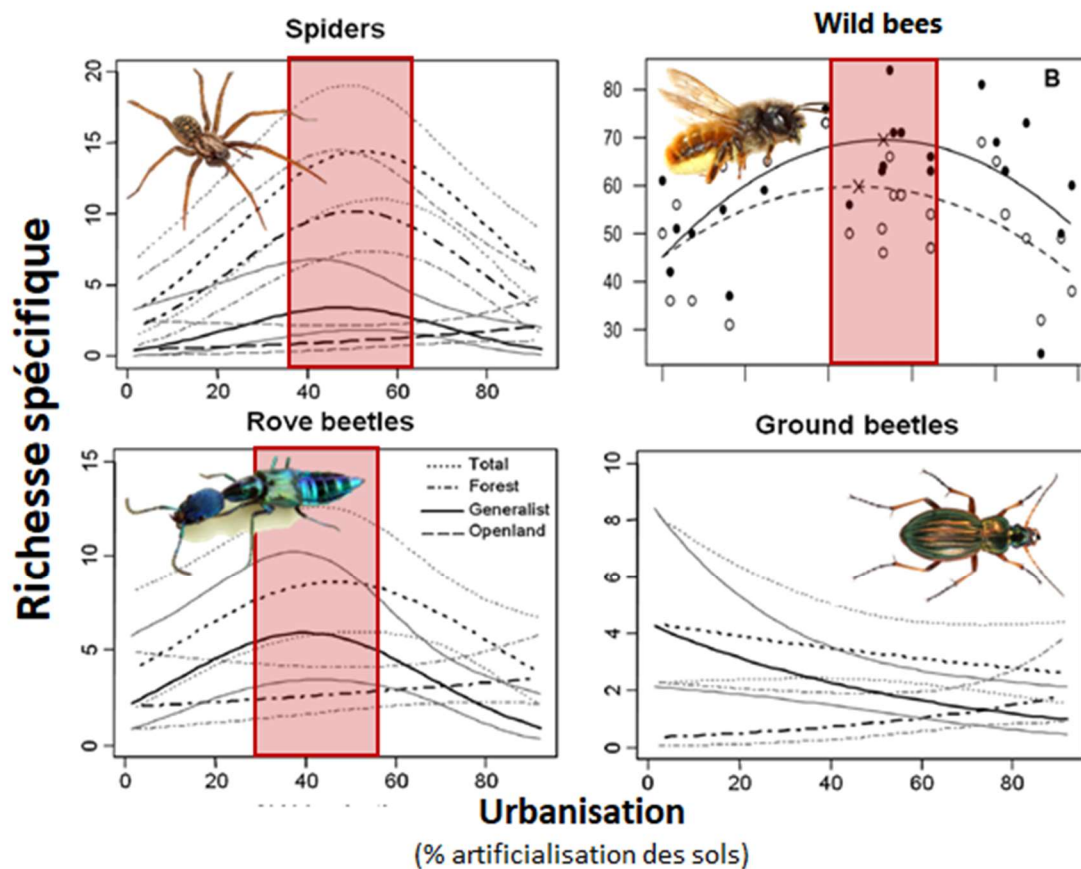 Spiders
20
15
10
5
0
0 20 40 60 80
Wild bees
B
80
70
60
50
40
30
Rove beetles
15
10
5
0
Total
Forest
Generalist
Openland
0 20 40 60 80
Ground beetles
10
8
6
4
2
0
0 20 40 60 80
Richesse spécifique
Urbanisation
(% artificialisation des sols)